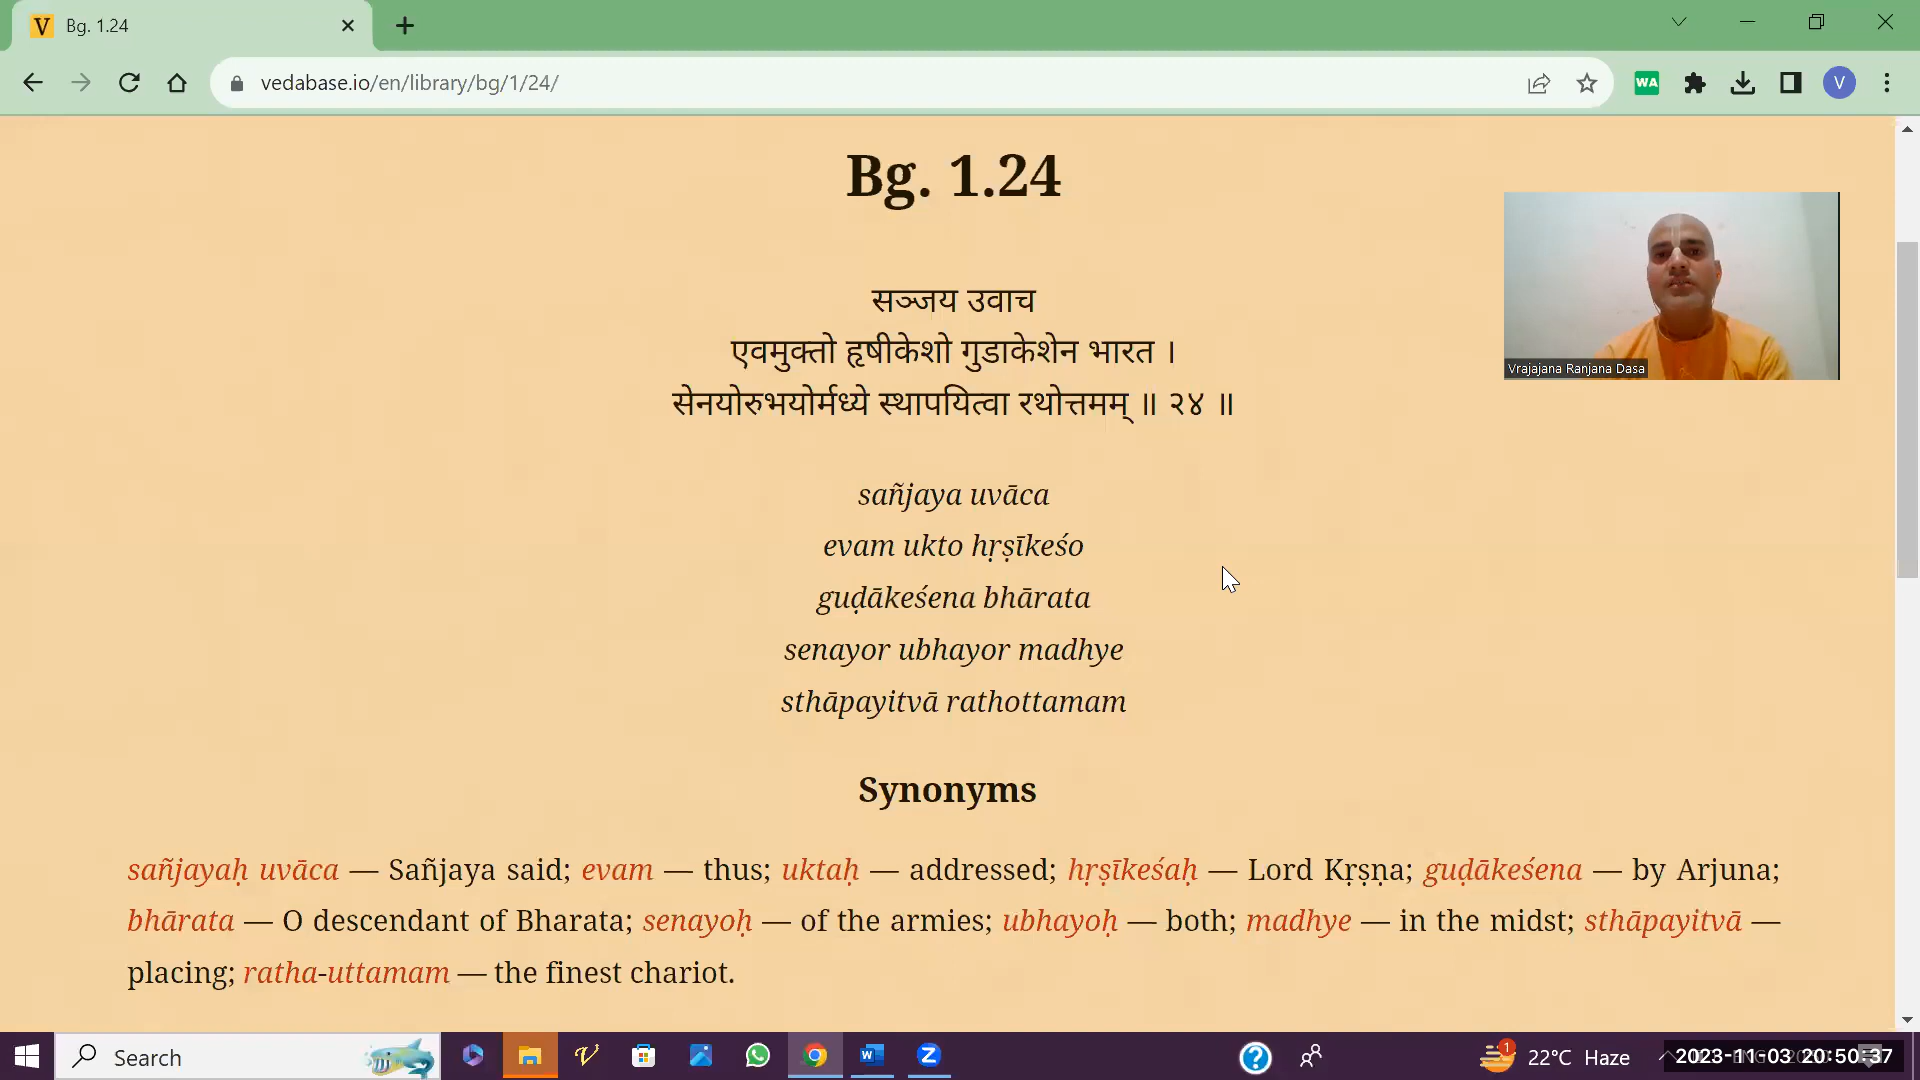 Bg. 1.24
vedabase.io/en/library/bg/1/24/
WA
V
Bg. 1.24
सञ्जय उवाच
एवमुक्तो हृषीकेशो गुडाकेशेन भारत ।
सेनयोरुभयोर्मध्ये स्थापयित्वा रथोत्तमम् ॥ २४ ॥
Vrajajana Ranjana Dasa
sañjaya uvāca
evam ukto hṛṣīkeśo
guḍākeśena bhārata
senayor ubhayor madhye
sthāpayitvā rathottamam
Synonyms
sañjayaḥ uvāca — Sañjaya said; evam — thus; uktaḥ — addressed; hṛṣīkeśaḥ — Lord Kṛṣṇa; guḍākeśena — by Arjuna;
bhārata — O descendant of Bharata; senayoḥ — of the armies; ubhayoḥ — both; madhye — in the midst; sthāpayitvā —
placing; ratha-uttamam — the finest chariot.
Search
1
22°C Haze
2023-11-03 20:50:37